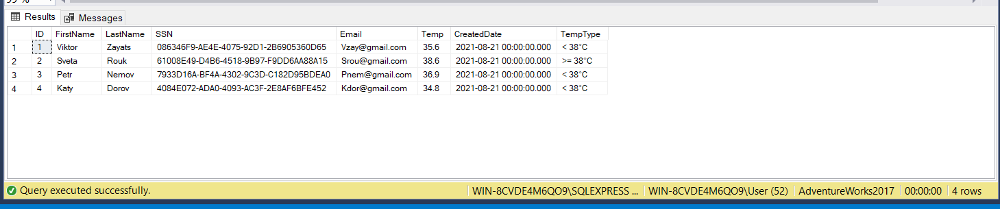 Results Messages
ID FirstName LastName SSN Email Temp CreatedDate TempType
1 1 Viktor Zayats 086346F9-AE4E-4075-92D1-2B6905360D65 Vzay@gmail.com 35.6 2021-08-21 00:00:00.000 < 38°C
2 2 Sveta Rouk 61008E49-D4B6-4518-9B97-F9DD6AA88A15 Srou@gmail.com 38.6 2021-08-21 00:00:00.000 >= 38°C
3 3 Petr Nemov 7933D16A-BF4A-4302-9C3D-C182D95BDEA0 Pnem@gmail.com 36.9 2021-08-21 00:00:00.000 < 38°C
4 4 Katy Dorov 4084E072-ADA0-4093-AC3F-2E8AF6BFE452 Kdor@gmail.com 34.8 2021-08-21 00:00:00.000 < 38°C
Query executed successfully. WIN-8CVDE4M6QO9\SQLEXPRESS ... WIN-8CVDE4M6QO9\User (52) AdventureWorks2017 00:00:00 4 rows